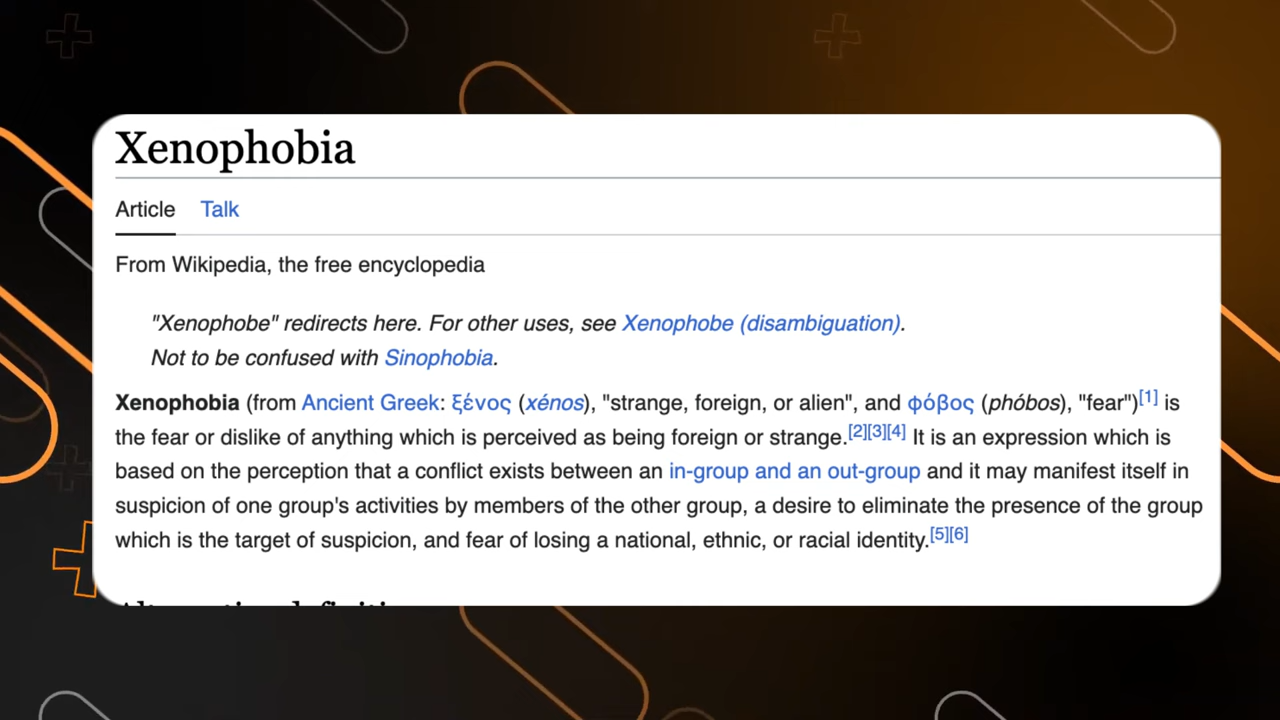 Xenophobia
Article Talk
From Wikipedia, the free encyclopedia
"Xenophobe" redirects here. For other uses, see Xenophobe (disambiguation).
Not to be confused with Sinophobia.
Xenophobia (from Ancient Greek: ξένος (xénos), "strange, foreign, or alien", and φόβος (phóbos), "fear")[1] is
the fear or dislike of anything which is perceived as being foreign or strange.[2][3][4] It is an expression which is
based on the perception that a conflict exists between an in-group and an out-group and it may manifest itself in
suspicion of one group's activities by members of the other group, a desire to eliminate the presence of the group
which is the target of suspicion, and fear of losing a national, ethnic, or racial identity.[5][6]